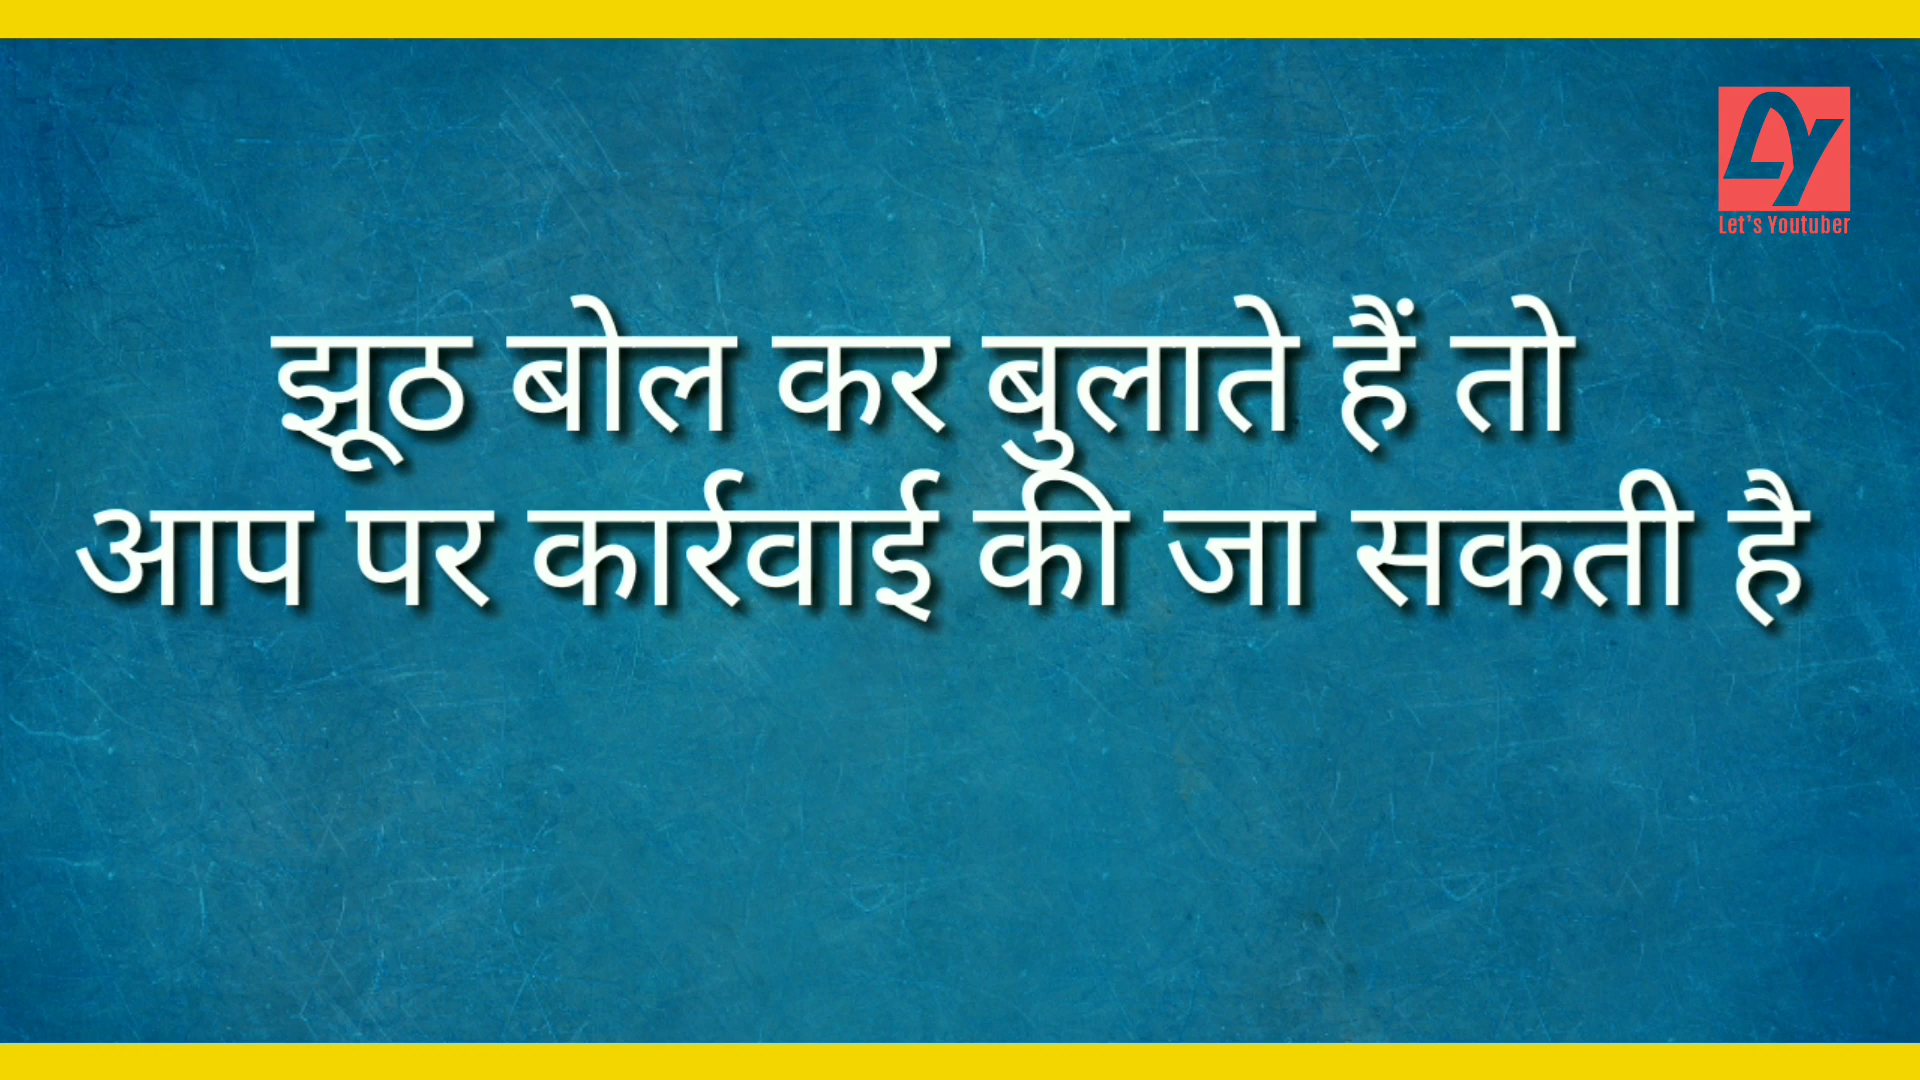 Let's Youtuber
झूठ बोल कर बुलाते हैं तो
आप पर कार्रवाई की जा सकती है